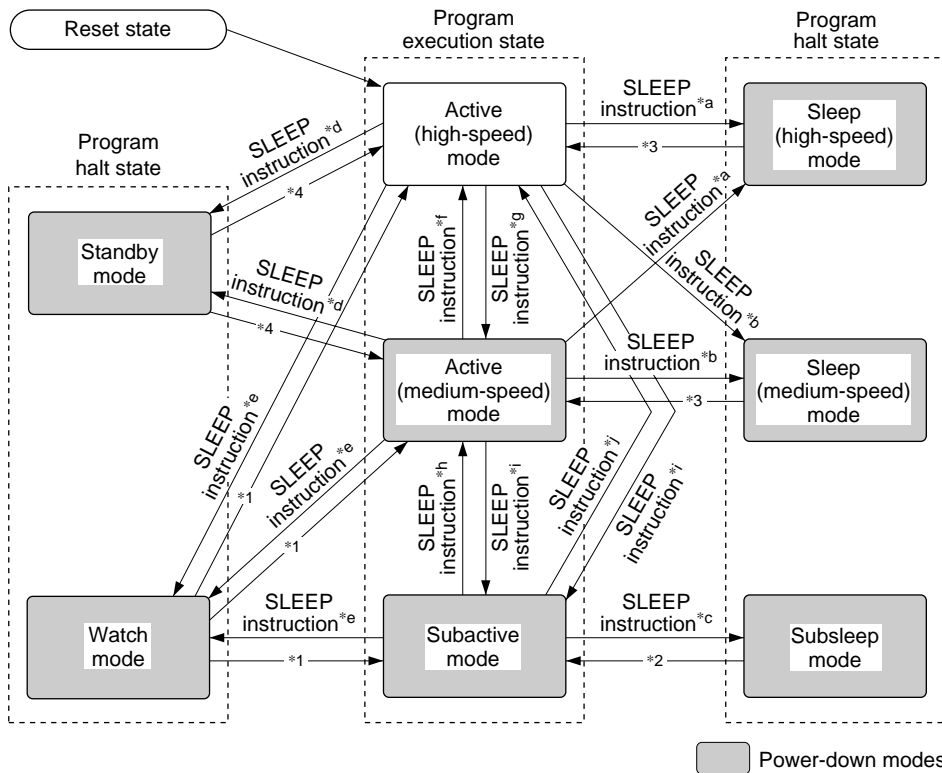 Reset state
Program
execution state
Program
halt state
Program
halt state
Active
(high-speed)
mode
SLEEP
instruction*a
*3
Sleep
(high-speed)
mode
SLEEP
instruction*d
*4
Standby
mode
SLEEP
instruction*d
*4
SLEEP
instruction*f
SLEEP
instruction*g
SLEEP
instruction*a
SLEEP
instruction*b
Active
(medium-speed)
mode
SLEEP
instruction*b
*3
Sleep
(medium-speed)
mode
SLEEP
instruction*e
*1
SLEEP
instruction*e
*1
SLEEP
instruction*h
SLEEP
instruction*i
SLEEP
instruction*j
SLEEP
instruction*i
Watch
mode
SLEEP
instruction*e
*1
Subactive
mode
SLEEP
instruction*c
*2
Subsleep
mode
Power-down modes